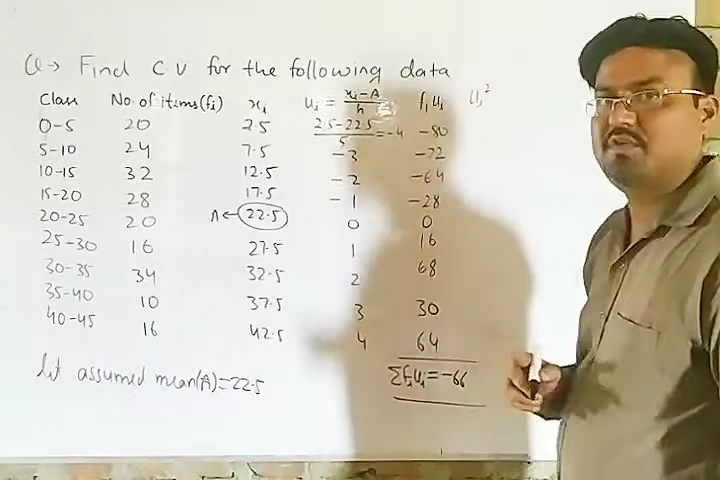 Q→ Find CV for the following data
Class No. of items(fi) xi ui = xi-A/h fiui ui²
0-5 20 2.5 2.5-22.5/5 = -4 -80
5-10 24 7.5 -3 -72
10-15 32 12.5 -2 -64
15-20 28 17.5 -1 -28
20-25 20 A← 22.5 0 0
25-30 16 27.5 1 16
30-35 34 32.5 2 68
35-40 10 37.5 3 30
40-45 16 42.5 4 64
Let assumed mean(A)=22.5 Σfiui=-66